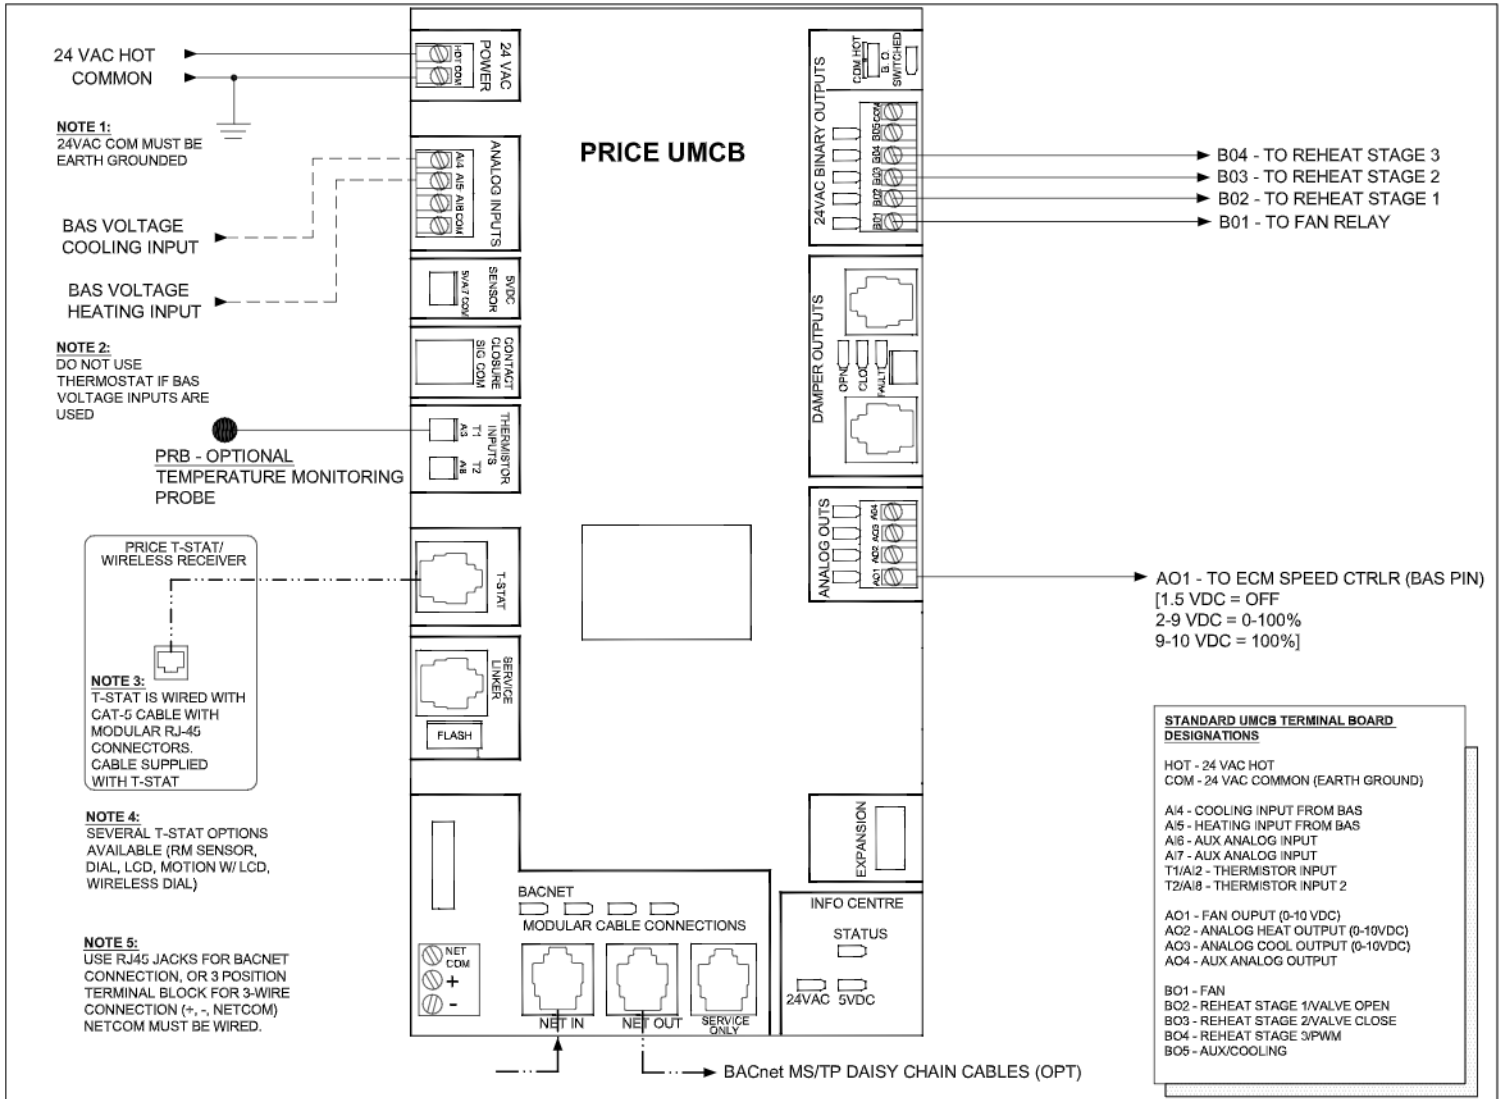 24 VAC HOT
COMMON
NOTE 1:
24VAC COM MUST BE
EARTH GROUNDED
BAS VOLTAGE
COOLING INPUT
BAS VOLTAGE
HEATING INPUT
NOTE 2:
DO NOT USE
THERMOSTAT IF BAS
VOLTAGE INPUTS ARE
USED
PRB - OPTIONAL
TEMPERATURE MONITORING
PROBE
PRICE T-STAT/
WIRELESS RECEIVER
NOTE 3:
T-STAT IS WIRED WITH
CAT-5 CABLE WITH
MODULAR RJ-45
CONNECTORS.
CABLE SUPPLIED
WITH T-STAT
NOTE 4:
SEVERAL T-STAT OPTIONS
AVAILABLE (RM SENSOR,
DIAL, LCD, MOTION W/ LCD,
WIRELESS DIAL)
NOTE 5:
USE RJ45 JACKS FOR BACNET
CONNECTION, OR 3 POSITION
TERMINAL BLOCK FOR 3-WIRE
CONNECTION (+, -, NETCOM)
NETCOM MUST BE WIRED.
24 VAC
POWER
HOT COM
ANALOG INPUTS
AI4 AI5 AI6 COM
5VDC
SENSOR
5V AI7 COM
CONTACT
CLOSURE
SIG COM
THERMISTOR
INPUTS
T1
T2
AI8
T-STAT
SERVICE
LINKER
FLASH
PRICE UMCB
BACNET
MODULAR CABLE CONNECTIONS
NET
COM
+
-
NET IN
NET OUT
SERVICE
ONLY
BACnet MS/TP DAISY CHAIN CABLES (OPT)
24VAC BINARY OUTPUTS
COM HOT
B. O.
SWITCHED
COM
B05
B04
B03
B02
B01
B04 - TO REHEAT STAGE 3
B03 - TO REHEAT STAGE 2
B02 - TO REHEAT STAGE 1
B01 - TO FAN RELAY
DAMPER OUTPUTS
OPN
CLO
FAULT
ANALOG OUTS
AO4
AO3
AO2
AO1
AO1 - TO ECM SPEED CTRLR (BAS PIN)
[1.5 VDC = OFF
2-9 VDC = 0-100%
9-10 VDC = 100%]
EXPANSION
INFO CENTRE
STATUS
24VAC
5VDC
STANDARD UMCB TERMINAL BOARD
DESIGNATIONS
HOT - 24 VAC HOT
COM - 24 VAC COMMON (EARTH GROUND)
AI4 - COOLING INPUT FROM BAS
AI5 - HEATING INPUT FROM BAS
AI6 - AUX ANALOG INPUT
AI7 - AUX ANALOG INPUT
T1/AI2 - THERMISTOR INPUT
T2/AI8 - THERMISTOR INPUT 2
AO1 - FAN OUPUT (0-10 VDC)
AO2 - ANALOG HEAT OUTPUT (0-10VDC)
AO3 - ANALOG COOL OUTPUT (0-10VDC)
AO4 - AUX ANALOG OUTPUT
BO1 - FAN
BO2 - REHEAT STAGE 1/VALVE OPEN
BO3 - REHEAT STAGE 2/VALVE CLOSE
BO4 - REHEAT STAGE 3/PWM
BO5 - AUX/COOLING